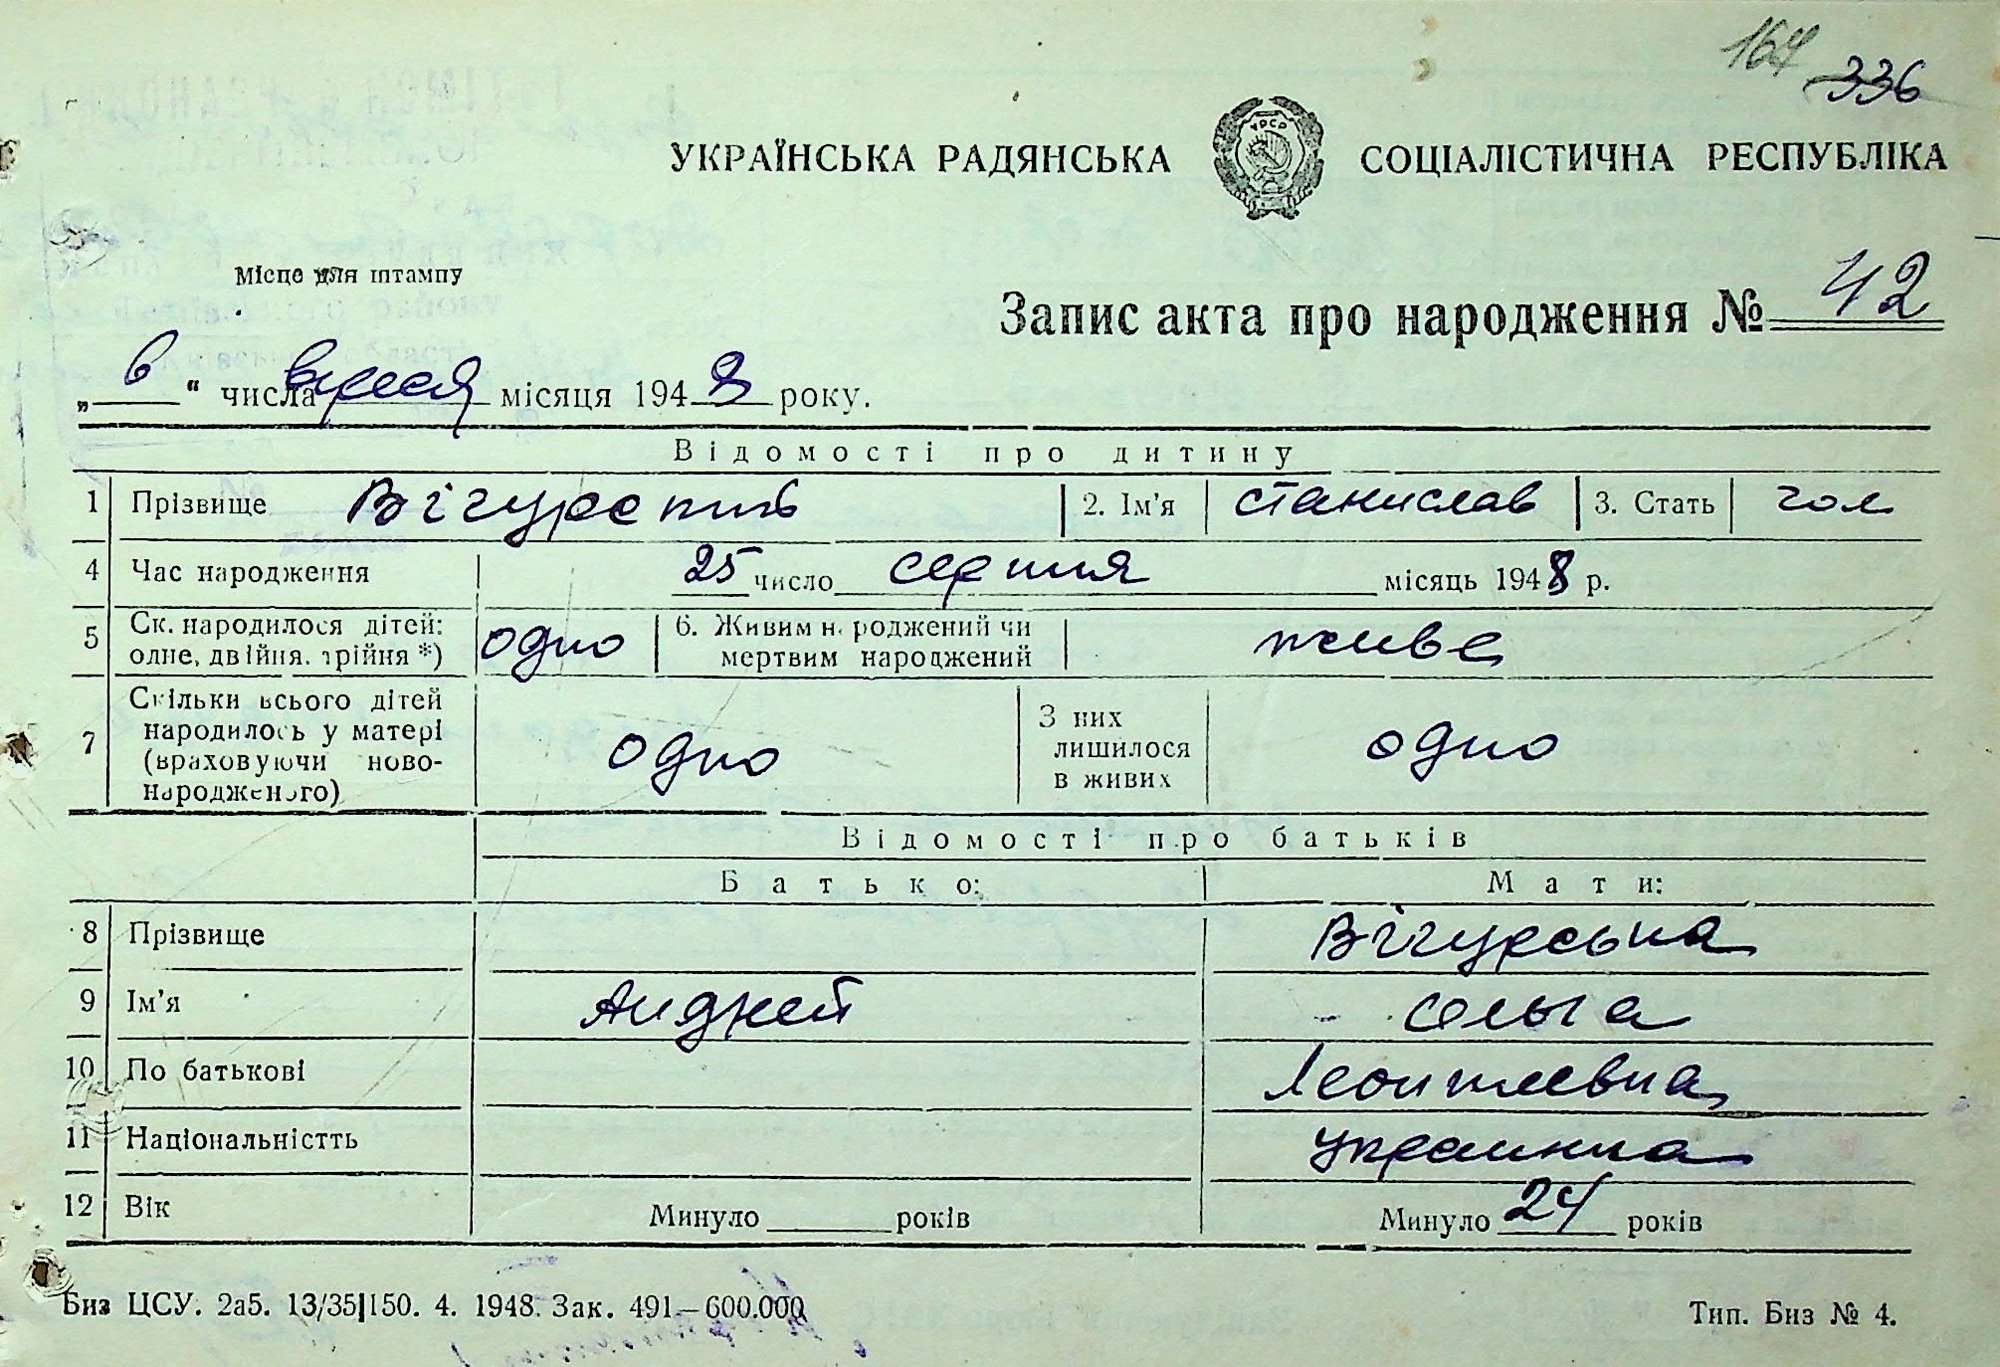 164 336
УКРАЇНСЬКА РАДЯНСЬКА СОЦІАЛІСТИЧНА РЕСПУБЛІКА
УРСР
Місце для штампу
Запис акта про народження № 42
„ 6 “ числа вересня місяця 1948 року.
Відомості про дитину
1 Прізвище 2. Ім'я Станислав 3. Стать чол
4 Час народження 25 число серпня місяць 1948 р.
5 Ск. народилося дітей: одне, двійня, трійня *) одно 6. Живим народжений чи мертвим народжений живе
7 Скільки всього дітей народилось у матері (враховуючи новонародженого) одно З них лишилося в живих одно
Відомості про батьків
Батько: Мати:
8 Прізвище Вігурська
9 Ім'я Анджей Ольга
10 По батькові
11 Національністть украинка
12 Вік Минуло років Минуло 24 років
Биз ЦСУ. 2а5. 13/35|150. 4. 1948. Зак. 491—600.000 Тип. Биз № 4.